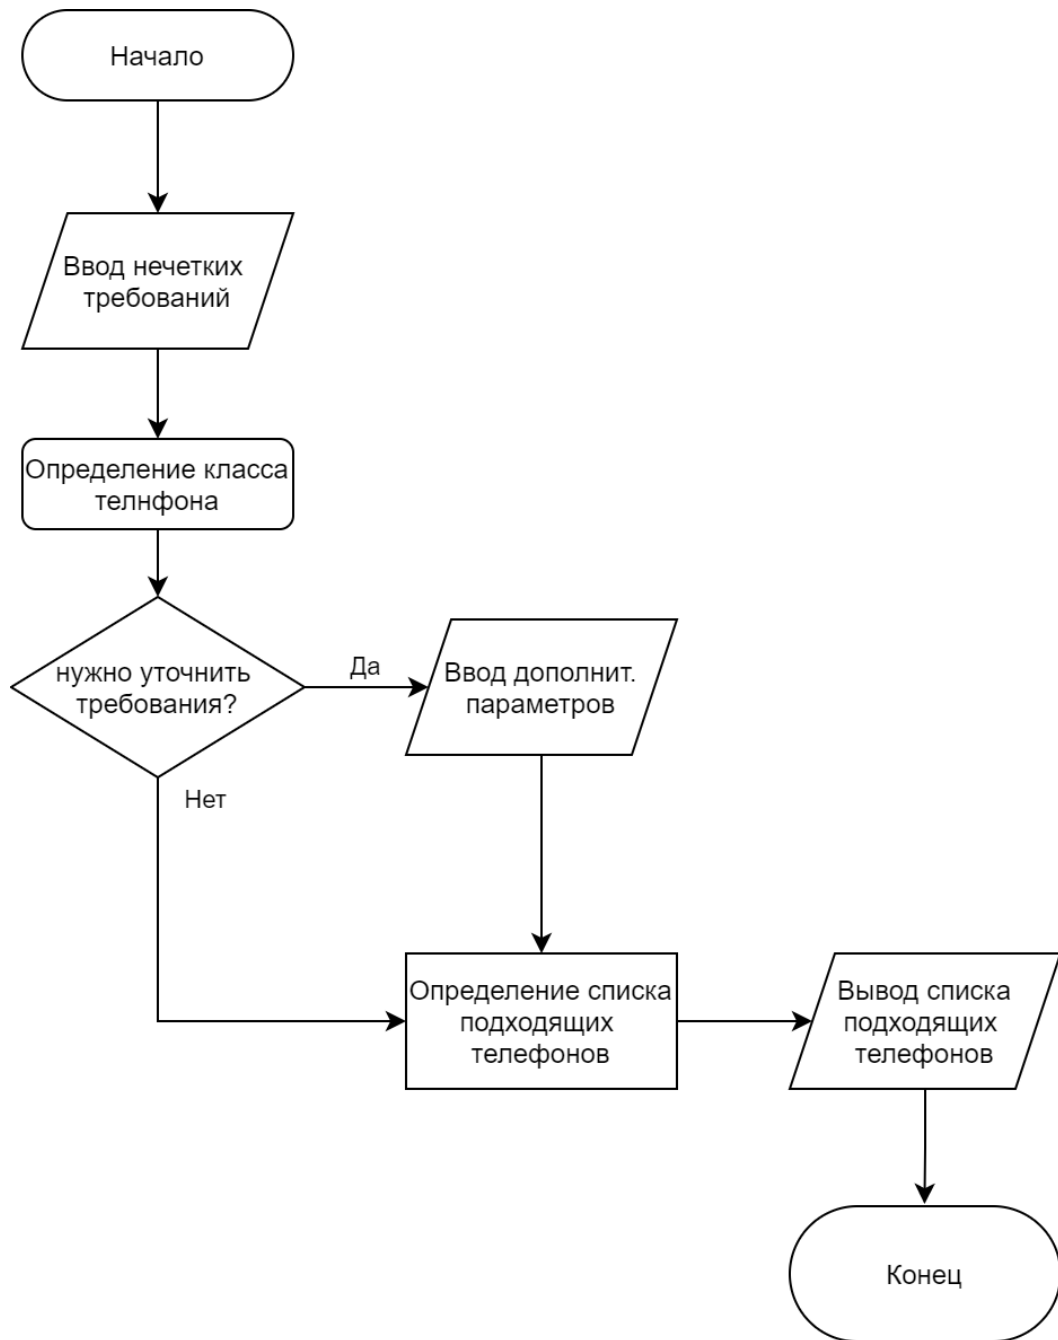 Начало
Ввод нечетких
требований
Определение класса
телнфона
нужно уточнить
требования?
Да
Ввод дополнит.
параметров
Нет
Определение списка
подходящих
телефонов
Вывод списка
подходящих
телефонов
Конец